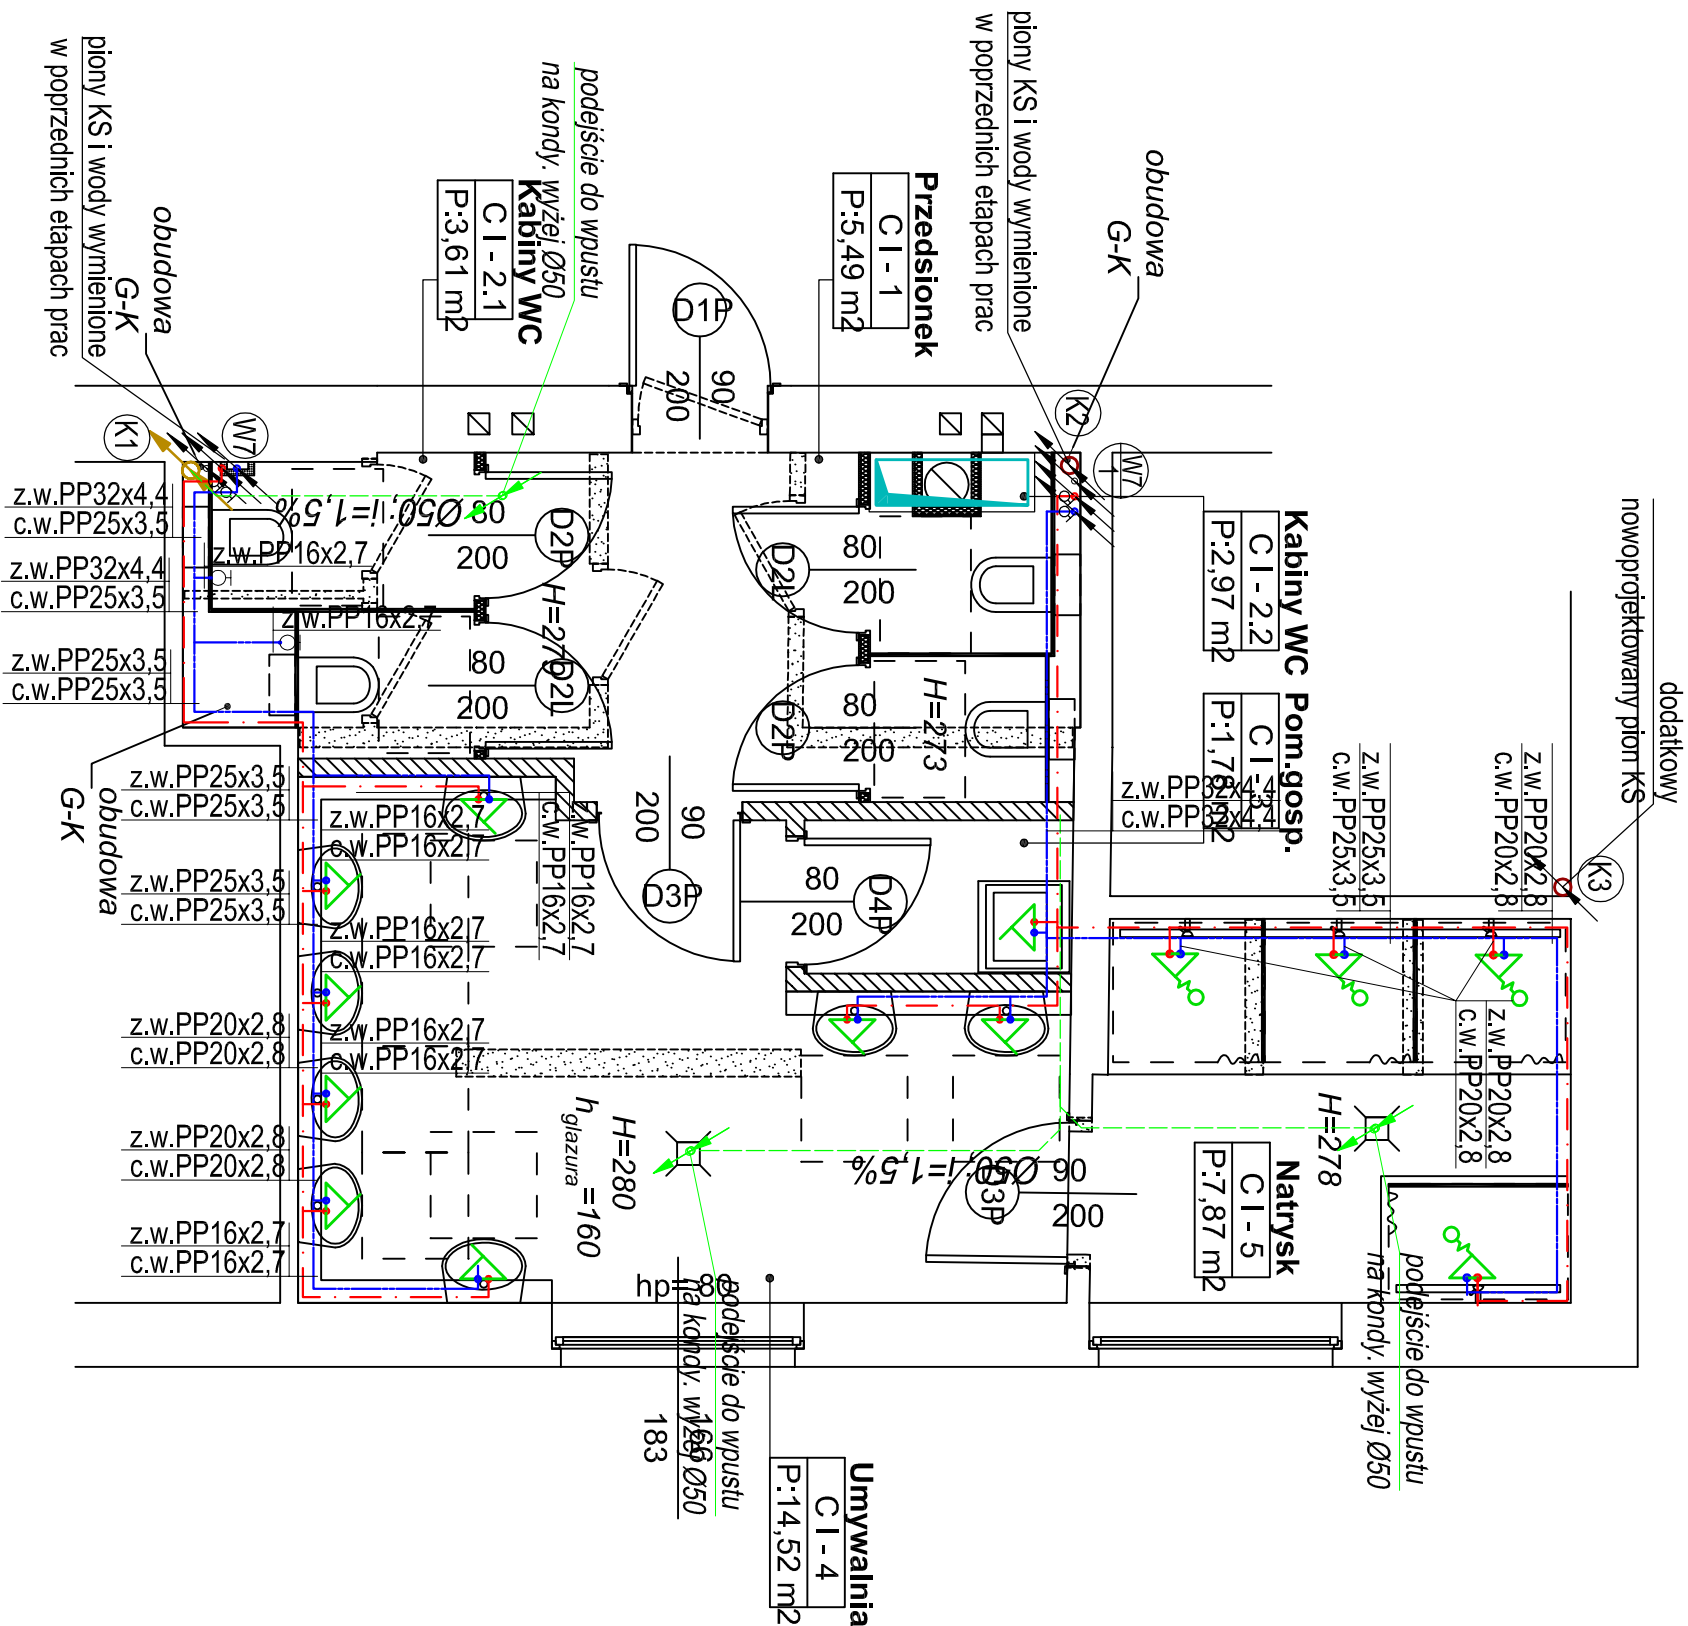 piony KS i wody wymienione
w poprzednich etapach prac
obudowa
G-K
podejście do wpustu
na kondy. wyżej Ø50
Kabiny WC
C I - 2.1
P:3,61 m2
Przedsionek
C I - 1
P:5,49 m2
piony KS i wody wymienione
w poprzednich etapach prac
obudowa
G-K
Kabiny WC
C I - 2.2
P:2,97 m2
Pom.gosp.
dodatkowy
nowoprojektowany pion KS
K1
W7
K2
W7
1
K3
D1P
90
200
D2P
80
200
D2L
80
200
D2L
80
200
D2P
80
200
D3P
90
200
D4P
80
200
D3P
90
200
Ø50; i=1,5%
H=273
z.w.PP32x4,4
c.w.PP25x3,5
z.w.PP32x4,4
c.w.PP25x3,5
z.w.PP25x3,5
c.w.PP25x3,5
z.w.PP16x2,7
z.w.PP16x2,7
obudowa
G-K
z.w.PP25x3,5
c.w.PP25x3,5
z.w.PP25x3,5
c.w.PP25x3,5
z.w.PP20x2,8
c.w.PP20x2,8
z.w.PP20x2,8
c.w.PP20x2,8
z.w.PP16x2,7
c.w.PP16x2,7
z.w.PP16x2,7
c.w.PP16x2,7
z.w.PP16x2,7
c.w.PP16x2,7
z.w.PP16x2,7
c.w.PP16x2,7
z.w.PP16x2,7
c.w.PP16x2,7
z.w.PP32x4,4
c.w.PP32x4,4
z.w.PP25x3,5
c.w.PP25x3,5
z.w.PP20x2,8
c.w.PP20x2,8
z.w.PP20x2,8
c.w.PP20x2,8
H=280
h glazura =160
Ø50; i=1,5%
H=278
Natrysk
C I - 5
P:7,87 m2
podejście do wpustu
na kondy. wyżej Ø50
podejście do wpustu
na kondy. wyżej Ø50
hp= 80
166
183
Umywalnia
C I - 4
P:14,52 m2